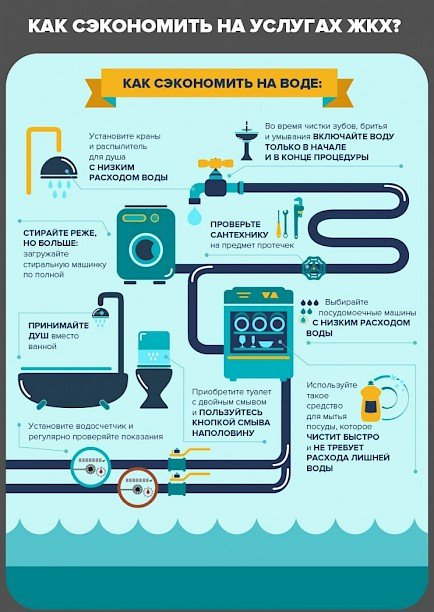 КАК СЭКОНОМИТЬ НА УСЛУГАХ ЖКХ?
КАК СЭКОНОМИТЬ НА ВОДЕ:
Установите краны
и распылитель
для душа
С НИЗКИМ
РАСХОДОМ ВОДЫ
Во время чистки зубов, бритья
и умывания ВКЛЮЧАЙТЕ ВОДУ
ТОЛЬКО В НАЧАЛЕ
И В КОНЦЕ ПРОЦЕДУРЫ
СТИРАЙТЕ РЕЖЕ,
НО БОЛЬШЕ:
загружайте
стиральную машинку
по полной
ПРОВЕРЬТЕ
САНТЕХНИКУ
на предмет протечек
Выбирайте
посудомоечные машины
С НИЗКИМ РАСХОДОМ
ВОДЫ
ПРИНИМАЙТЕ
ДУШ вместо
ванной
Приобретите туалет
с двойным смывом
и ПОЛЬЗУЙТЕСЬ
КНОПКОЙ СМЫВА
НАПОЛОВИНУ
Используйте
такое
средство
для мытья
посуды, которое
ЧИСТИТ БЫСТРО
и НЕ ТРЕБУЕТ
РАСХОДА ЛИШНЕЙ
ВОДЫ
Установите водосчетчик и
регулярно проверяйте показания